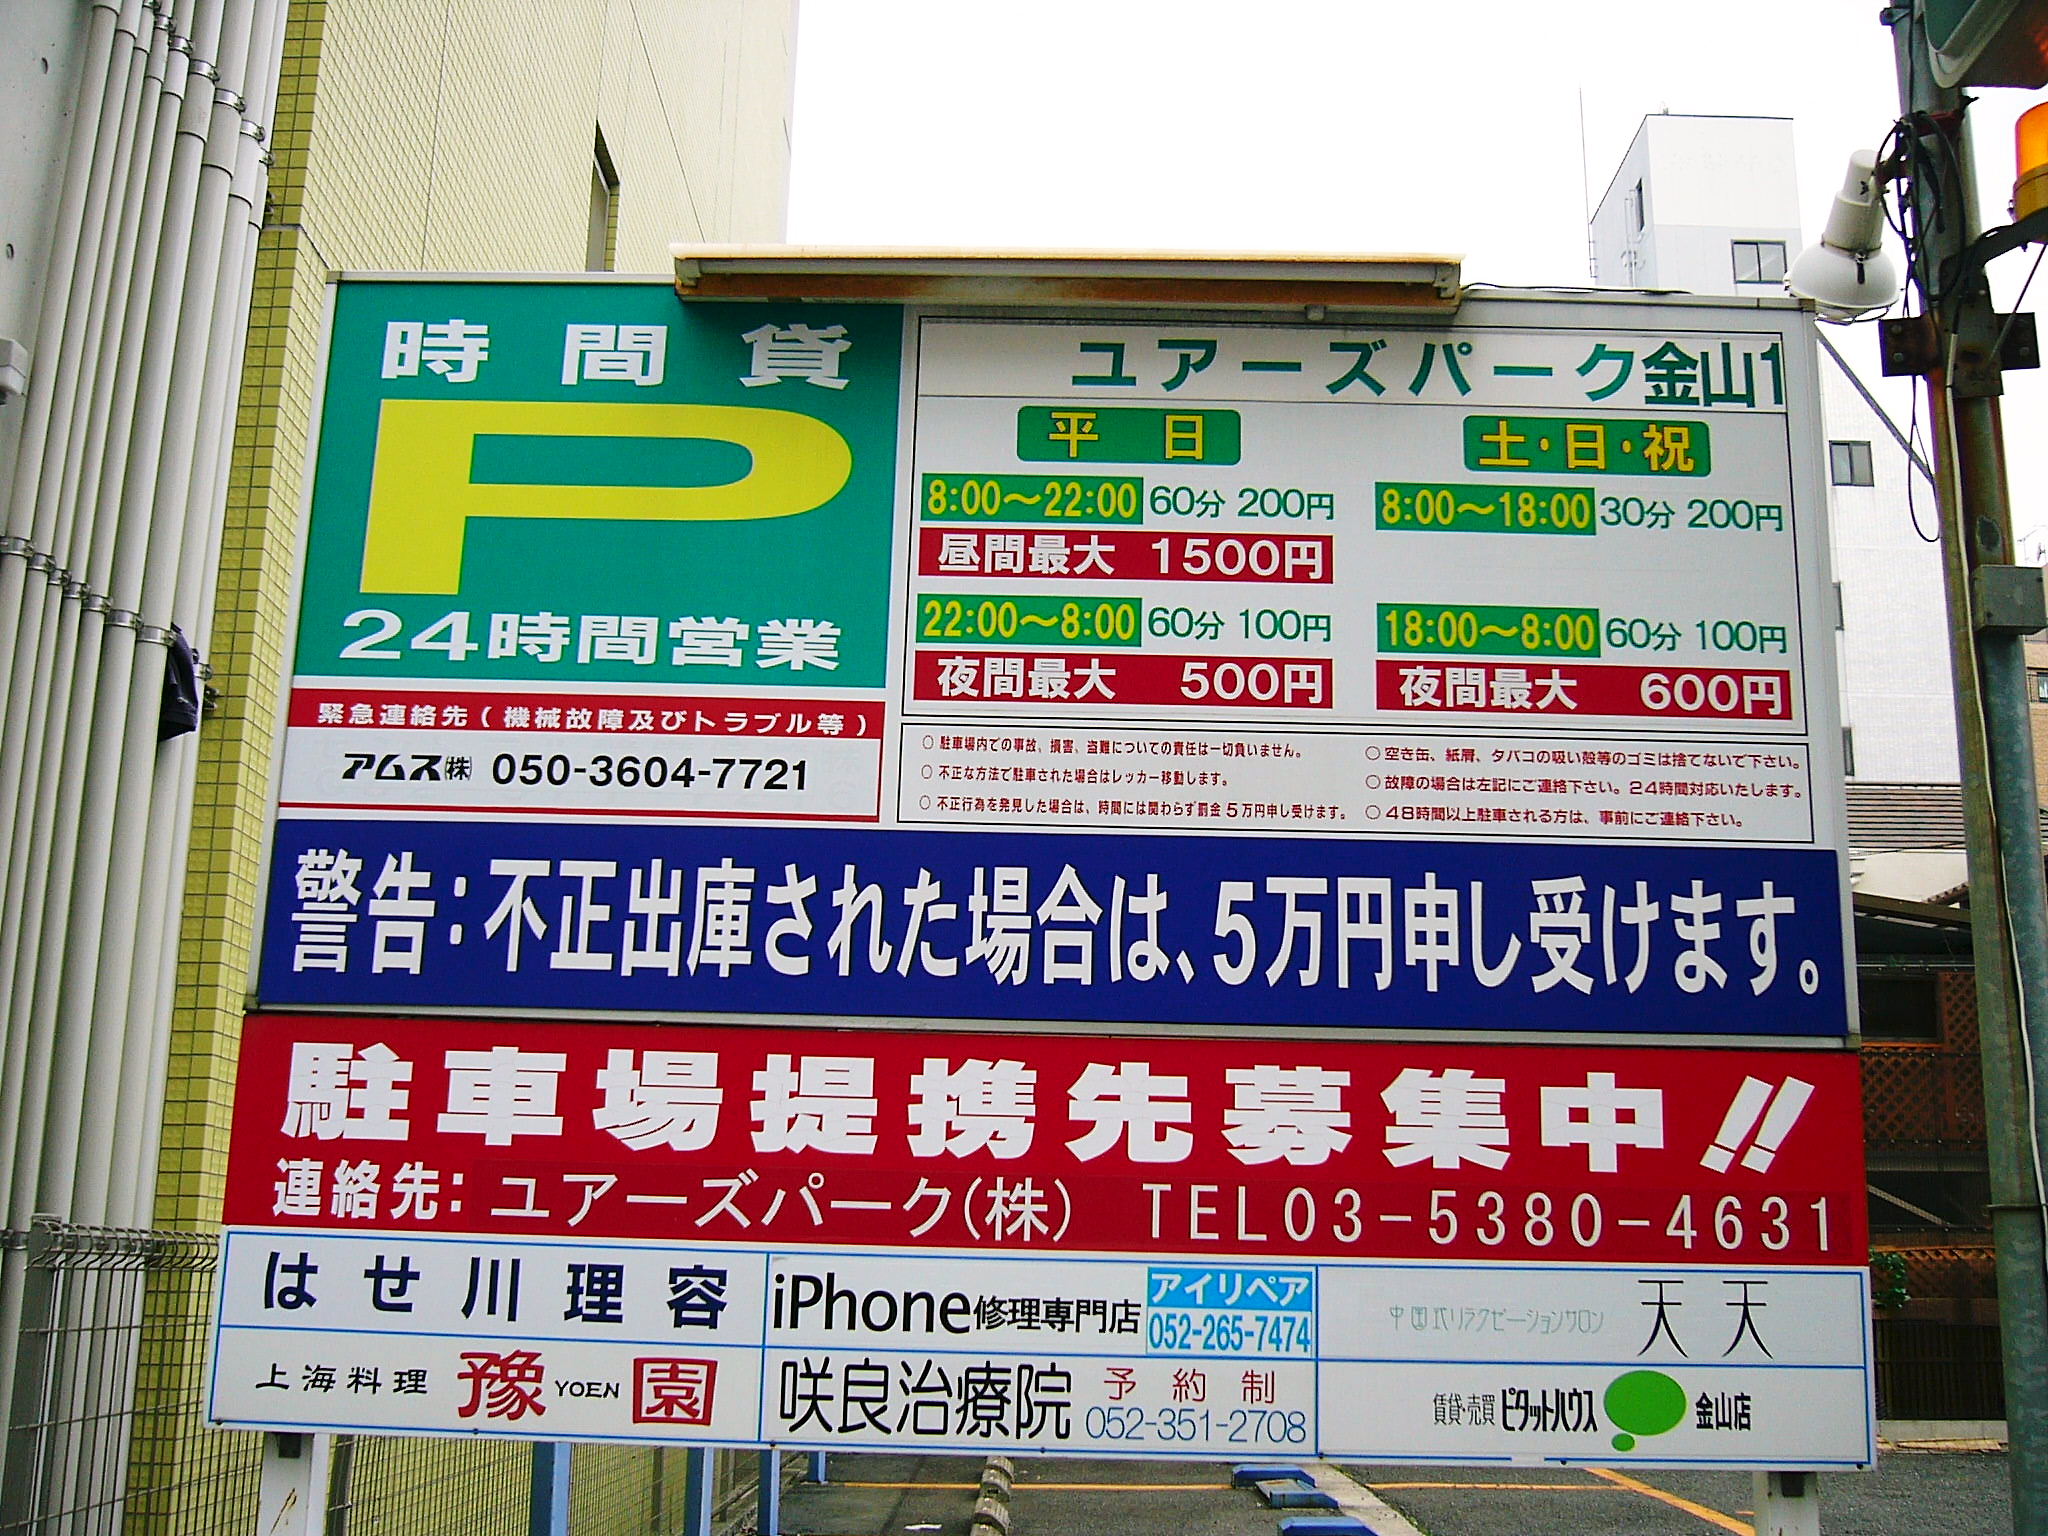 時間貸
P
24時間営業
緊急連絡先(機械故障及びトラブル等)
アムス㈱ 050-3604-7721
ユアーズパーク金山1
平日
8:00〜22:00 60分 200円
昼間最大 1500円
22:00〜8:00 60分 100円
夜間最大 500円
土・日・祝
8:00〜18:00 30分 200円
18:00〜8:00 60分 100円
夜間最大 600円
○ 駐車場内での事故、損害、盗難についての責任は一切負いません。
○ 不正な方法で駐車された場合はレッカー移動します。
○ 不正行為を発見した場合は、時間には関わらず罰金5万円申し受けます。
○ 空き缶、紙屑、タバコの吸い殻等のゴミは捨てないで下さい。
○ 故障の場合は左記にご連絡下さい。24時間対応いたします。
○ 48時間以上駐車される方は、事前にご連絡下さい。
警告:不正出庫された場合は、5万円申し受けます。
駐車場提携先募集中!!
連絡先:ユアーズパーク(株) TEL03-5380-4631
はせ川理容
上海料理 豫 YOEN 園
iPhone修理専門店 アイリペア
052-265-7474
咲良治療院 予約制
052-351-2708
中国式リラクゼーションサロン 天天
賃貸・売買 ピタットハウス 金山店